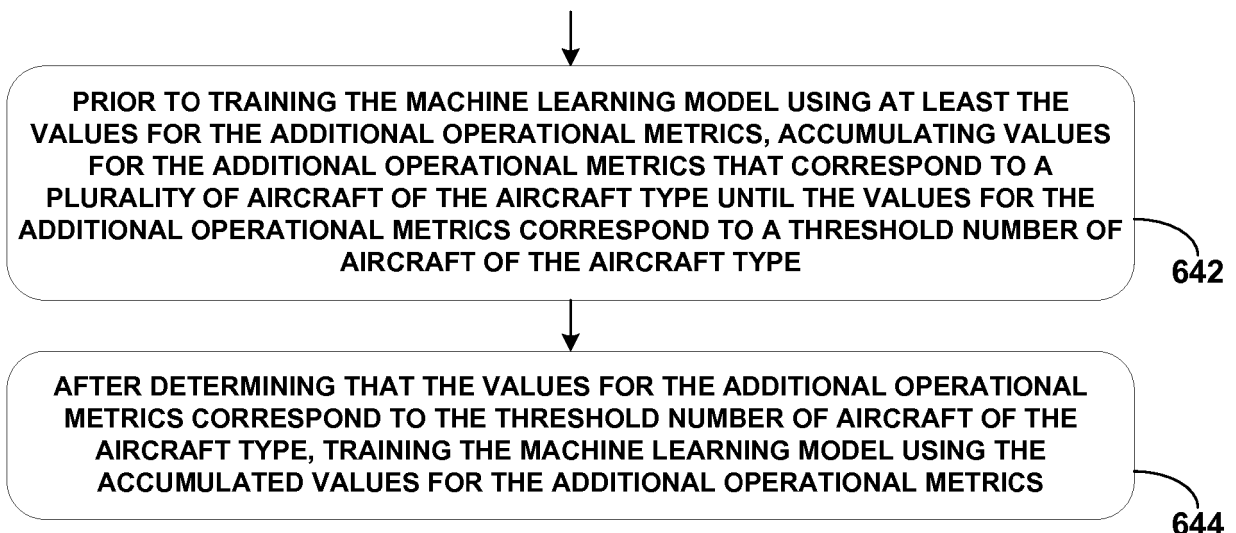 PRIOR TO TRAINING THE MACHINE LEARNING MODEL USING AT LEAST THE
VALUES FOR THE ADDITIONAL OPERATIONAL METRICS, ACCUMULATING VALUES
FOR THE ADDITIONAL OPERATIONAL METRICS THAT CORRESPOND TO A
PLURALITY OF AIRCRAFT OF THE AIRCRAFT TYPE UNTIL THE VALUES FOR THE
ADDITIONAL OPERATIONAL METRICS CORRESPOND TO A THRESHOLD NUMBER OF
AIRCRAFT OF THE AIRCRAFT TYPE
642
AFTER DETERMINING THAT THE VALUES FOR THE ADDITIONAL OPERATIONAL
METRICS CORRESPOND TO THE THRESHOLD NUMBER OF AIRCRAFT OF THE
AIRCRAFT TYPE, TRAINING THE MACHINE LEARNING MODEL USING THE
ACCUMULATED VALUES FOR THE ADDITIONAL OPERATIONAL METRICS
644